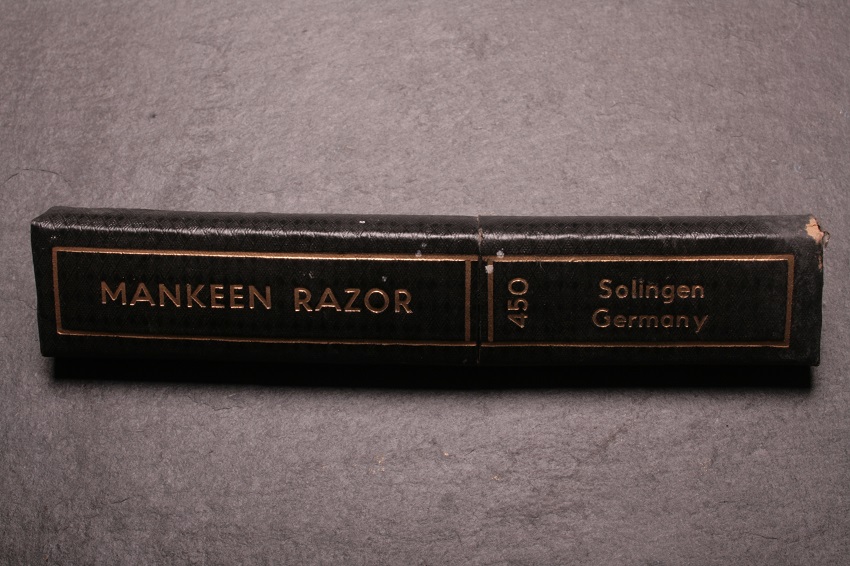 MANKEEN RAZOR
450
Solingen
Germany